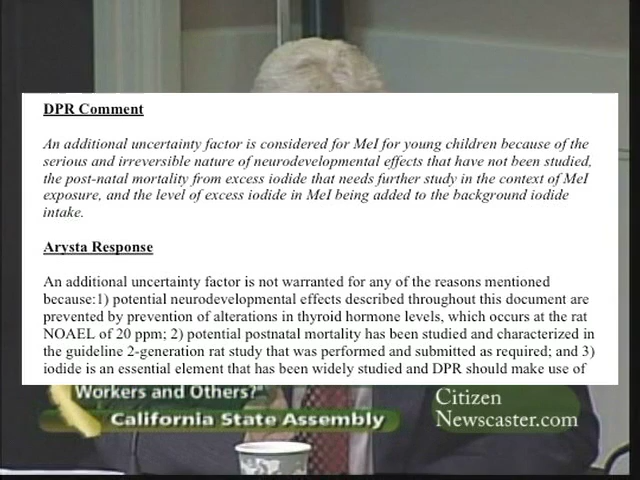 DPR Comment
An additional uncertainty factor is considered for MeI for young children because of the
serious and irreversible nature of neurodevelopmental effects that have not been studied,
the post-natal mortality from excess iodide that needs further study in the context of MeI
exposure, and the level of excess iodide in MeI being added to the background iodide
intake.
Arysta Response
An additional uncertainty factor is not warranted for any of the reasons mentioned
because:1) potential neurodevelopmental effects described throughout this document are
prevented by prevention of alterations in thyroid hormone levels, which occurs at the rat
NOAEL of 20 ppm; 2) potential postnatal mortality has been studied and characterized in
the guideline 2-generation rat study that was performed and submitted as required; and 3)
iodide is an essential element that has been widely studied and DPR should make use of
Workers and Others?"
California State Assembly
Citizen
Newscaster.com